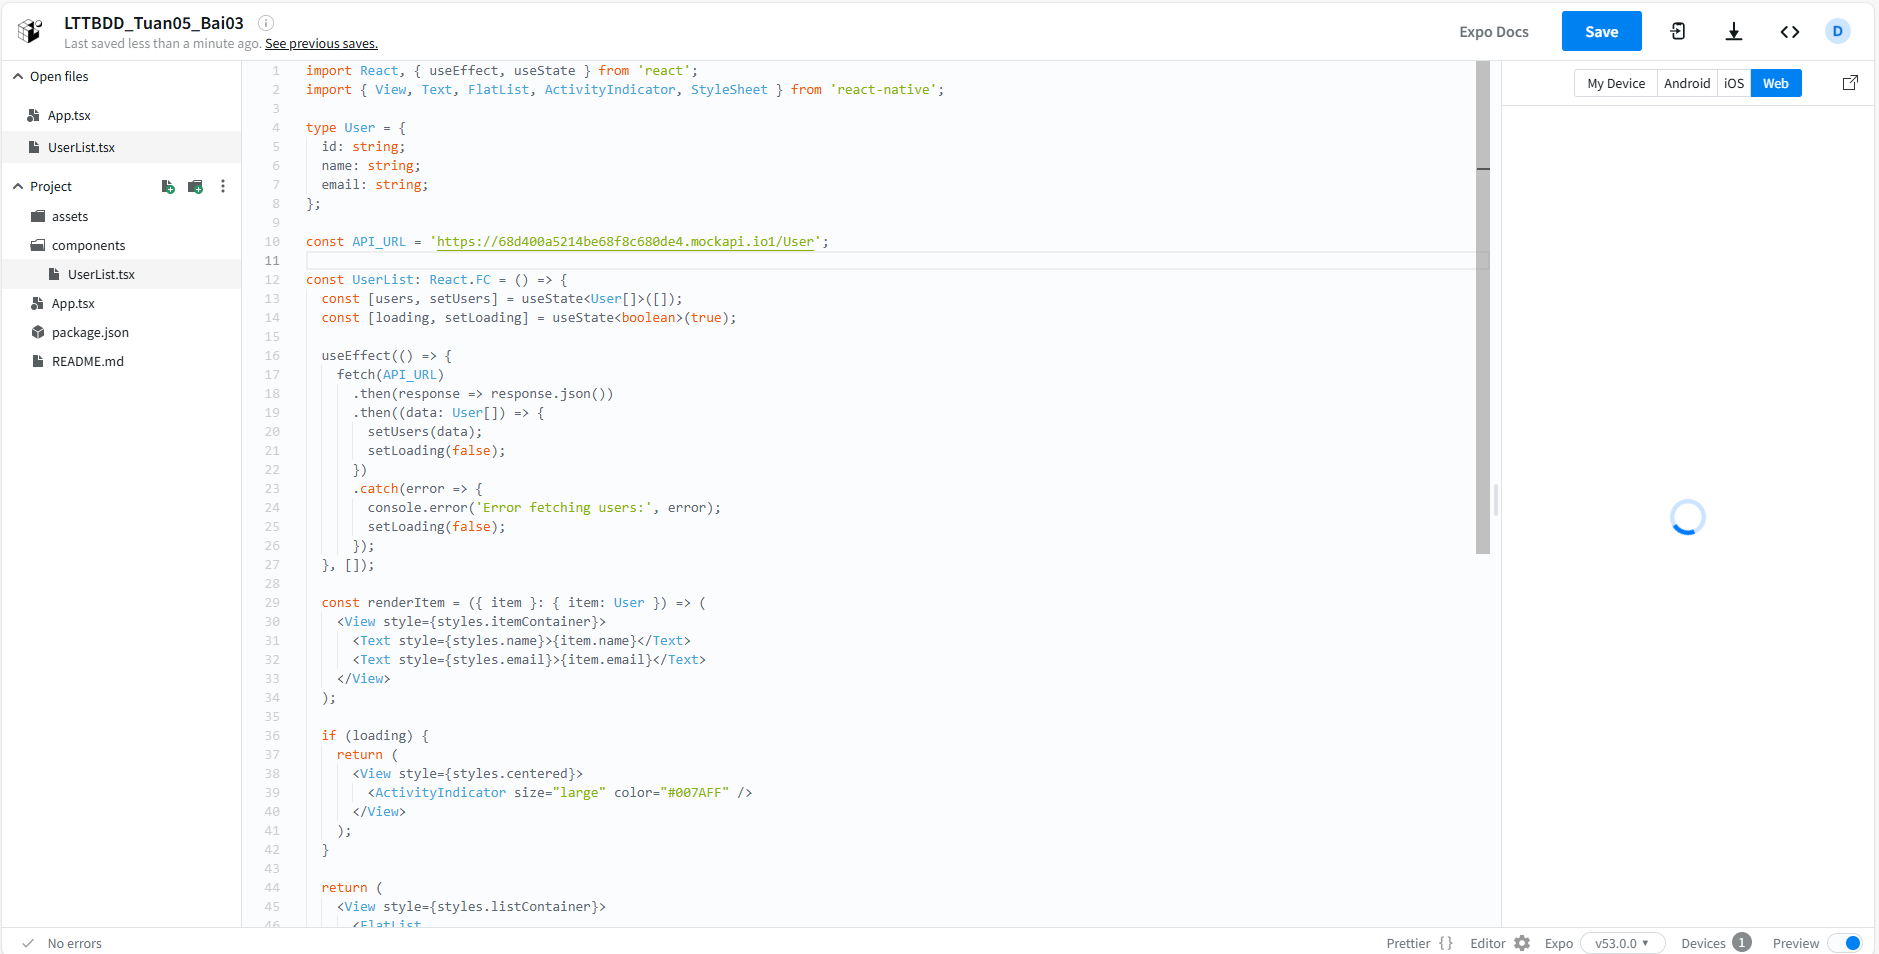 LTTBDD_Tuan05_Bai03
Last saved less than a minute ago. See previous saves.
Expo Docs
Save
D
Open files
App.tsx
UserList.tsx
Project
assets
components
UserList.tsx
App.tsx
package.json
README.md
1 import React, { useEffect, useState } from 'react';
2 import { View, Text, FlatList, ActivityIndicator, StyleSheet } from 'react-native';
3
4 type User = {
5   id: string;
6   name: string;
7   email: string;
8 };
9
10 const API_URL = 'https://68d400a5214be68f8c680de4.mockapi.io1/User';
11
12 const UserList: React.FC = () => {
13   const [users, setUsers] = useState<User[]>([]);
14   const [loading, setLoading] = useState<boolean>(true);
15
16   useEffect(() => {
17     fetch(API_URL)
18       .then(response => response.json())
19       .then((data: User[]) => {
20         setUsers(data);
21         setLoading(false);
22       })
23       .catch(error => {
24         console.error('Error fetching users:', error);
25         setLoading(false);
26       });
27   }, []);
28
29   const renderItem = ({ item }: { item: User }) => (
30     <View style={styles.itemContainer}>
31       <Text style={styles.name}>{item.name}</Text>
32       <Text style={styles.email}>{item.email}</Text>
33     </View>
34   );
35
36   if (loading) {
37     return (
38       <View style={styles.centered}>
39         <ActivityIndicator size="large" color="#007AFF" />
40       </View>
41     );
42   }
43
44   return (
45     <View style={styles.listContainer}>
46       <FlatList
My Device
Android
iOS
Web
No errors
Prettier {}
Editor
Expo
v53.0.0
Devices 1
Preview